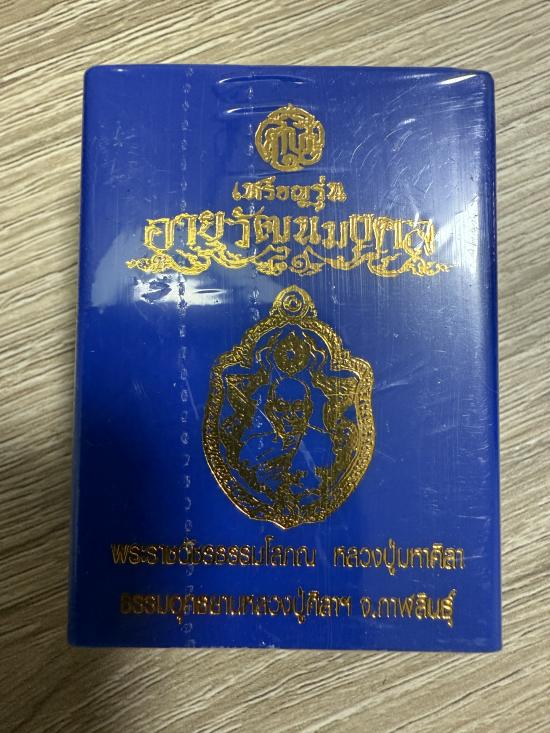 เหรียญรุ่น
อายุวัฒนมงคล
พระราชวัชรธรรมโสภณ หลวงปู่มหาศิลา
ธรรมอุทยานหลวงปู่ศิลาฯ จ.กาฬสินธุ์